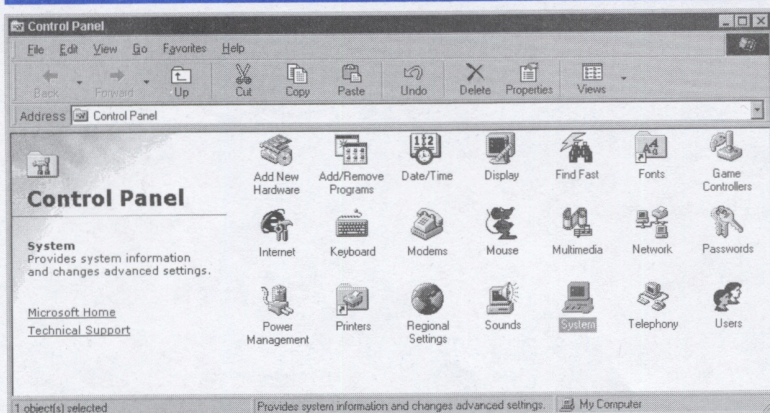 Control Panel
File Edit View Go Favorites Help
Back Forward Up Cut Copy Paste Undo Delete Properties Views
Address Control Panel
Control Panel
System
Provides system information
and changes advanced settings.
Microsoft Home
Technical Support
Add New Hardware
Add/Remove Programs
Date/Time
Display
Find Fast
Fonts
Game Controllers
Internet
Keyboard
Modems
Mouse
Multimedia
Network
Passwords
Power Management
Printers
Regional Settings
Sounds
System
Telephony
Users
1 object(s) selected
Provides system information and changes advanced settings.
My Computer